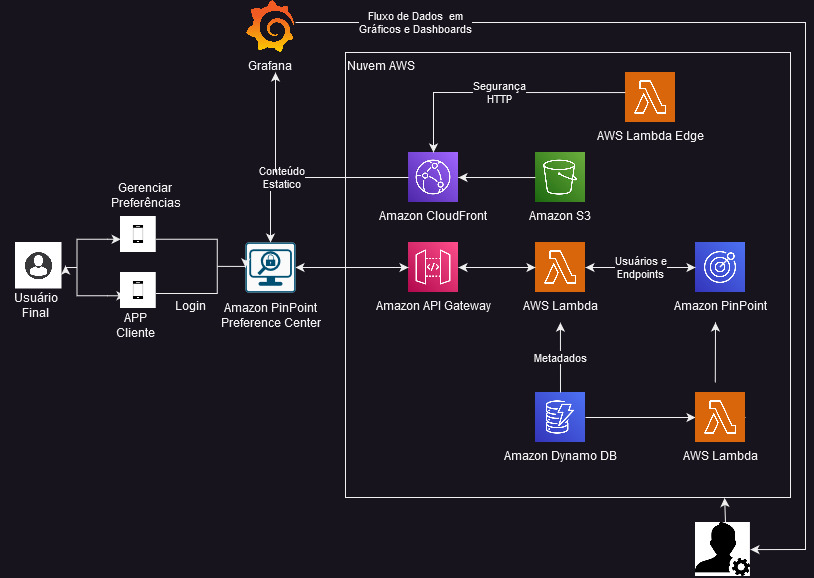 Fluxo de Dados em
Gráficos e Dashboards
Grafana
Nuvem AWS
Segurança
HTTP
AWS Lambda Edge
Conteúdo
Estatico
Gerenciar
Preferências
Amazon CloudFront
Amazon S3
Usuários e
Endpoints
Usuário
Final
APP
Cliente
Login
Amazon PinPoint
Preference Center
Amazon API Gateway
AWS Lambda
Amazon PinPoint
Metadados
Amazon Dynamo DB
AWS Lambda